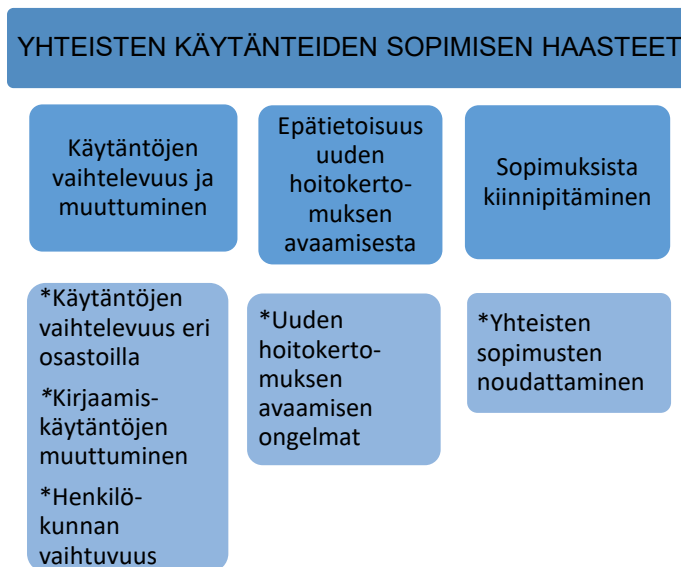 YHTEISTEN KÄYTÄNTEIDEN SOPIMISEN HAASTEET
Käytäntöjen
vaihtelevuus ja
muuttuminen
Epätietoisuus
uuden
hoitokerto-
muksen
avaamisesta
Sopimuksista
kiinnipitäminen
*Käytäntöjen
vaihtelevuus eri
osastoilla
*Kirjaamis-
käytäntöjen
muuttuminen
*Henkilö-
kunnan
vaihtuvuus
*Uuden
hoitokerto-
muksen
avaamisen
ongelmat
*Yhteisten
sopimusten
noudattaminen